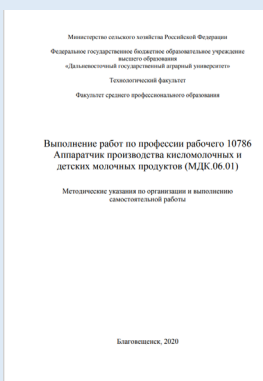 Министерство сельского хозяйства Российской Федерации
Федеральное государственное бюджетное образовательное учреждение
высшего образования
«Дальневосточный государственный аграрный университет»
Технологический факультет
Факультет среднего профессионального образования
Выполнение работ по профессии рабочего 10786
Аппаратчик производства кисломолочных и
детских молочных продуктов (МДК.06.01)
Методические указания по организации и выполнению
самостоятельной работы
Благовещенск, 2020